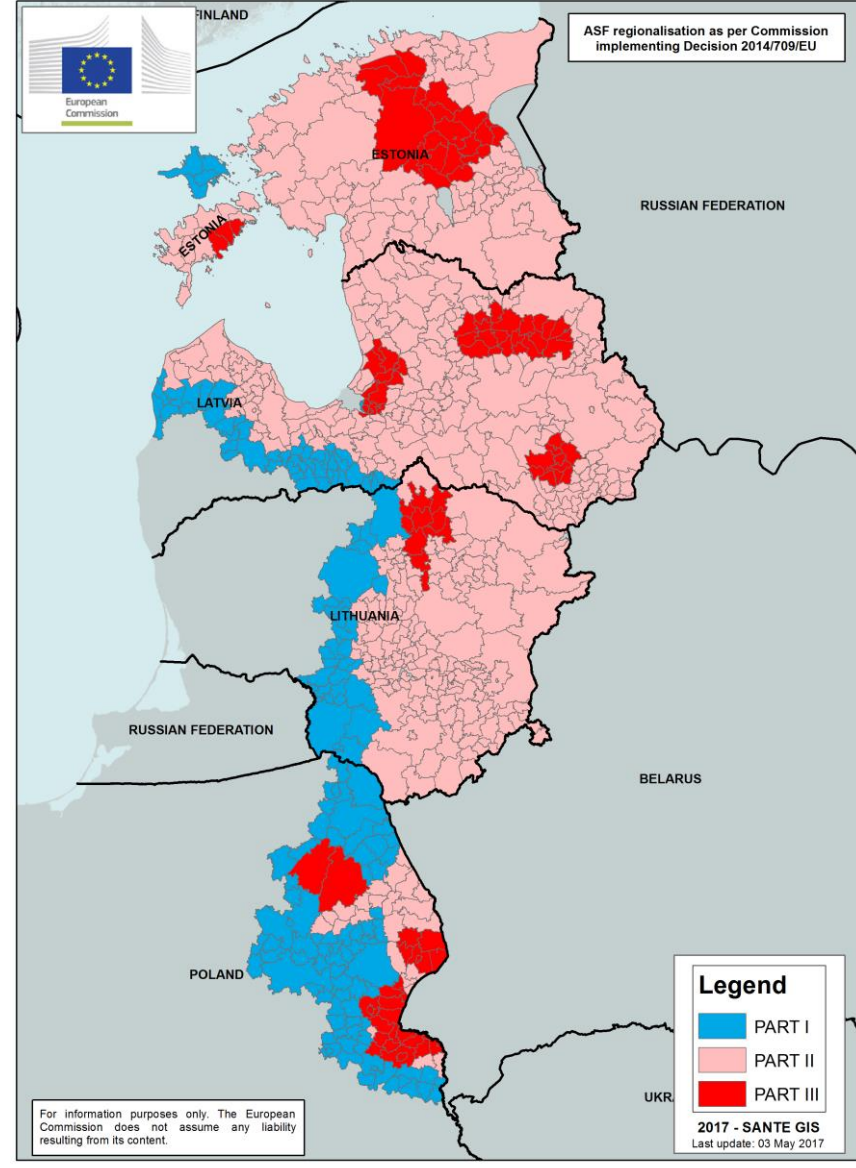 FINLAND
European
Commission
ASF regionalisation as per Commission
implementing Decision 2014/709/EU
ESTONIA
RUSSIAN FEDERATION
ESTONIA
LATVIA
LITHUANIA
RUSSIAN FEDERATION
BELARUS
POLAND
Legend
PART I
PART II
PART III
UKR
2017 - SANTE GIS
Last update: 03 May 2017
For information purposes only. The European
Commission does not assume any liability
resulting from its content.